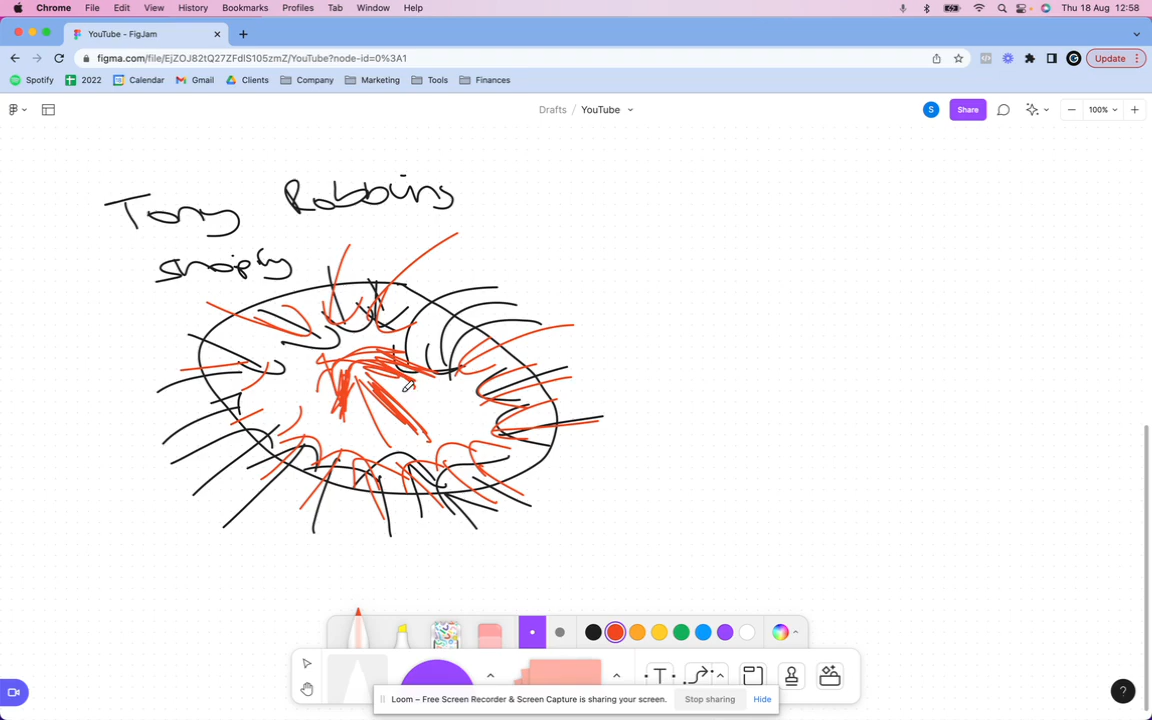 Chrome File Edit View History Bookmarks Profiles Tab Window Help Thu 18 Aug 12:58
YouTube - FigJam
figma.com/file/EjZOJ82tQ27ZFdlS105zmZ/YouTube?node-id=0%3A1 Update
Spotify 2022 Calendar Gmail Clients Company Marketing Tools Finances
Drafts / YouTube S Share 100%
Tony Robbins
T
Loom – Free Screen Recorder & Screen Capture is sharing your screen. Stop sharing Hide
?